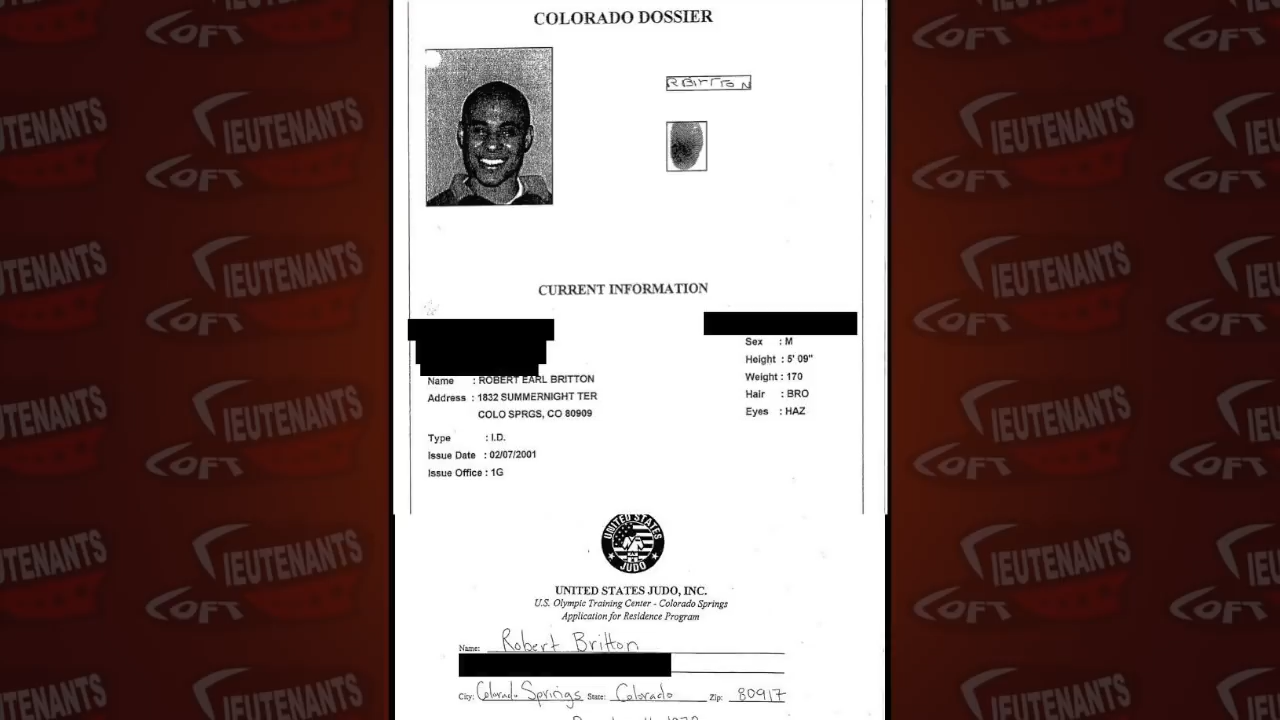 COLORADO DOSSIER
RBritton
CURRENT INFORMATION
Sex : M
Height : 5' 09"
Weight : 170
Hair : BRO
Eyes : HAZ
Name : ROBERT EARL BRITTON
Address : 1832 SUMMERNIGHT TER
COLO SPRGS, CO 80909
Type : I.D.
Issue Date : 02/07/2001
Issue Office : 1G
UNITED STATES
JUDO
UNITED STATES JUDO, INC.
U.S. Olympic Training Center - Colorado Springs
Application for Residence Program
Name: Robert Britton
City: Colorado Springs State: Colorado Zip: 80917
LIEUTENANTS
LOFT